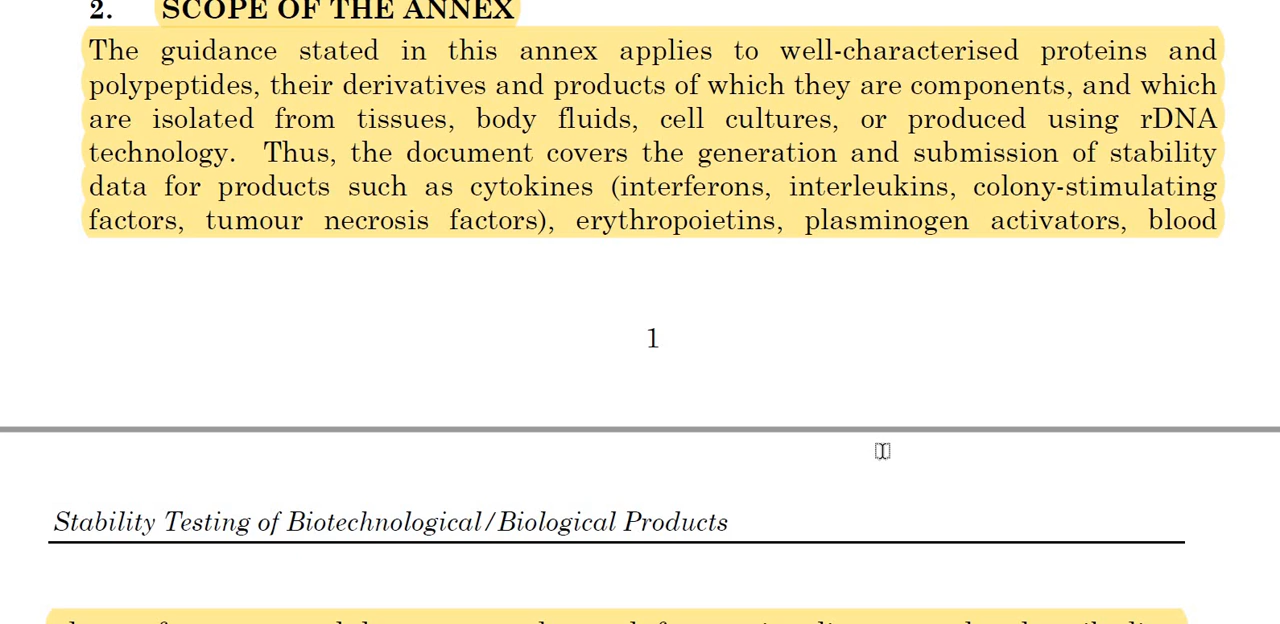 2. SCOPE OF THE ANNEX
The guidance stated in this annex applies to well-characterised proteins and
polypeptides, their derivatives and products of which they are components, and which
are isolated from tissues, body fluids, cell cultures, or produced using rDNA
technology. Thus, the document covers the generation and submission of stability
data for products such as cytokines (interferons, interleukins, colony-stimulating
factors, tumour necrosis factors), erythropoietins, plasminogen activators, blood
1
Stability Testing of Biotechnological/Biological Products